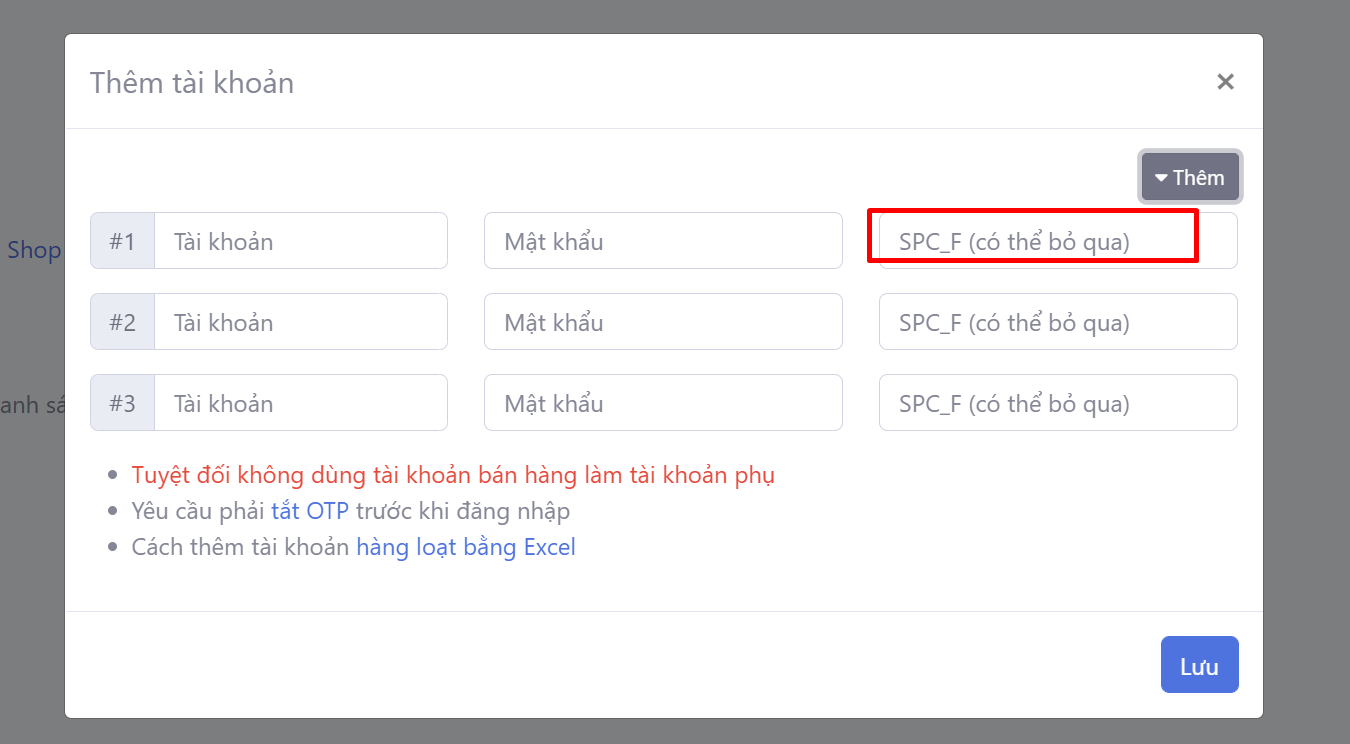 Thêm tài khoản ×
Thêm
Shop
#1 Tài khoản Mật khẩu SPC_F (có thể bỏ qua)
#2 Tài khoản Mật khẩu SPC_F (có thể bỏ qua)
anh sá
#3 Tài khoản Mật khẩu SPC_F (có thể bỏ qua)
Tuyệt đối không dùng tài khoản bán hàng làm tài khoản phụ
Yêu cầu phải tắt OTP trước khi đăng nhập
Cách thêm tài khoản hàng loạt bằng Excel
Lưu